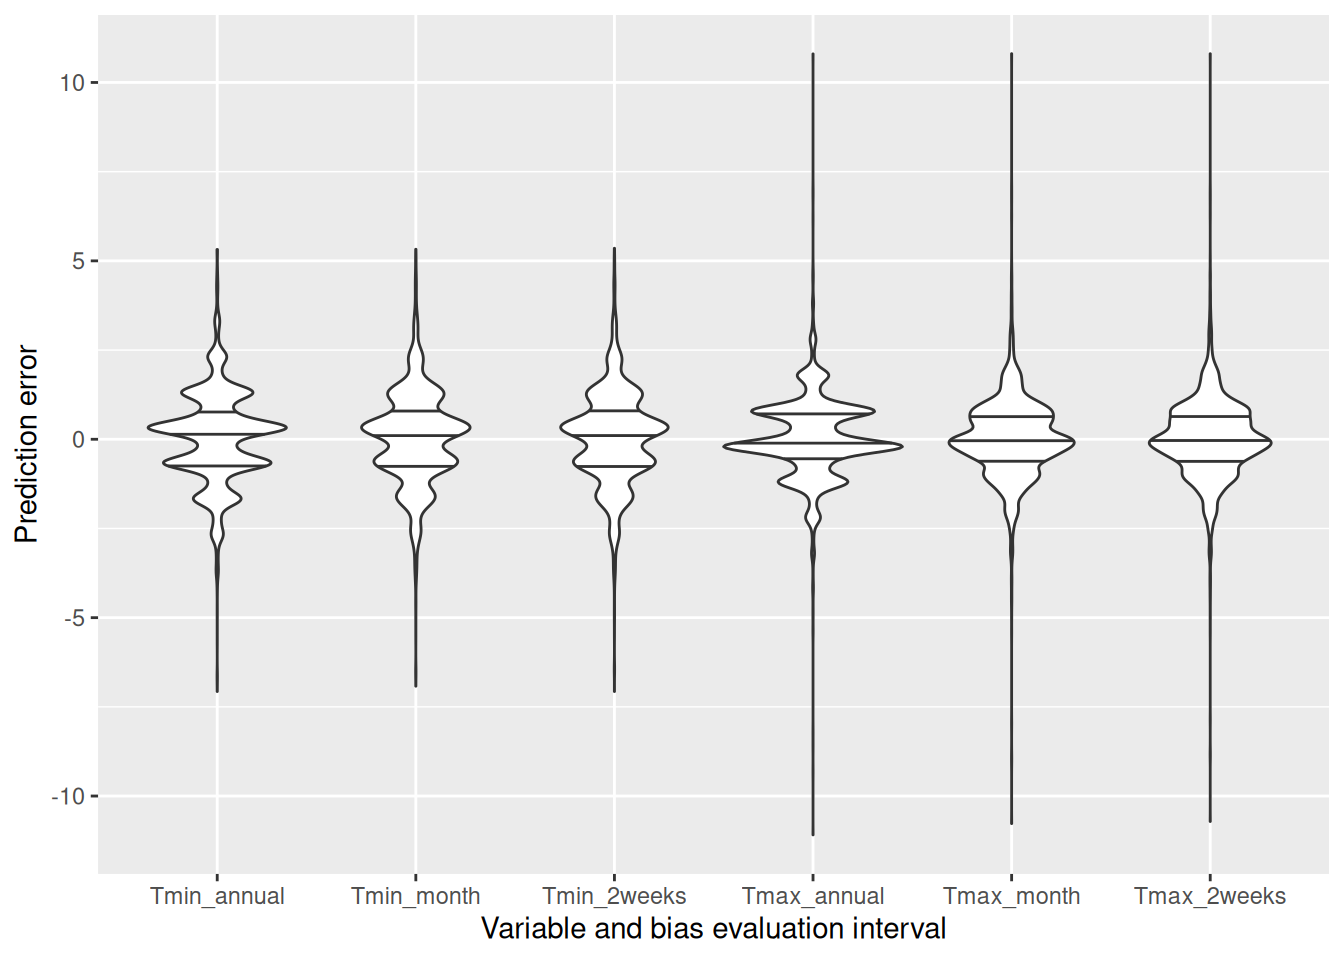 Prediction error
10
5
0
-5
-10
Tmin_annual Tmin_month Tmin_2weeks Tmax_annual Tmax_month Tmax_2weeks
Variable and bias evaluation interval